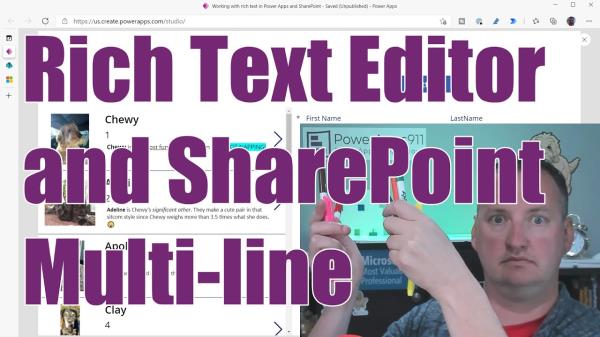 Working with rich text in Power Apps and SharePoint - Saved (Unpublished) - Power Apps
https://us.create.powerapps.com/studio/
Rich Text Editor
and SharePoint
Multi-line
Chewy
1
First Name
LastName
Adeline is Chewy's significant other. They make a cute pair in that
sitcom style since Chewy weighs more than 3.5 times what she does.
Clay
4
Microsoft
Most Valuable
Professional